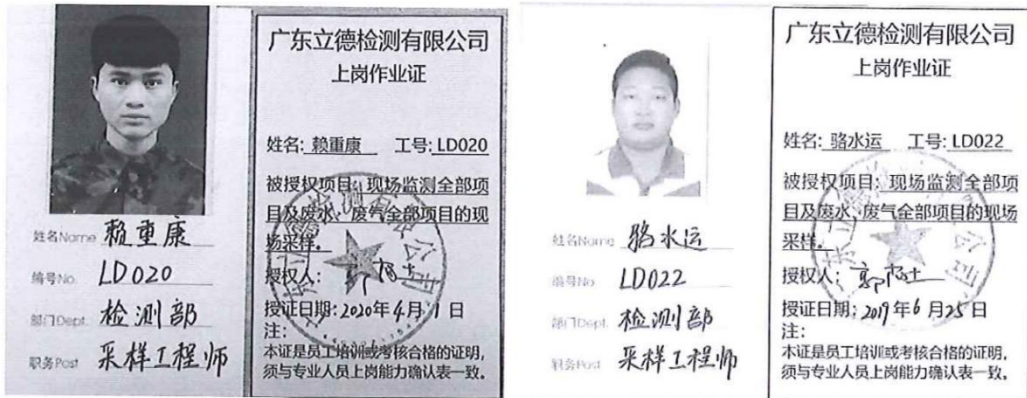 姓名Name 赖重康
编号No. LD020
部门Dept. 检测部
职务Post 采样工程师
广东立德检测有限公司
上岗作业证
姓名: 赖重康 工号: LD020
被授权项目: 现场监测全部项
目及废水、废气全部项目的现
场采样。
授权人:
授证日期: 2020年4月1日
注:
本证是员工培训或考核合格的证明,
须与专业人员上岗能力确认表一致。
姓名Name 骆水运
编号No LD022
部门Dept. 检测部
职务Post 采样工程师
广东立德检测有限公司
上岗作业证
姓名: 骆水运 工号: LD022
被授权项目: 现场监测全部项
目及废水、废气全部项目的现场
采样。
授权人:
授证日期: 2019年6月25日
注:
本证是员工培训或考核合格的证明,
须与专业人员上岗能力确认表一致。